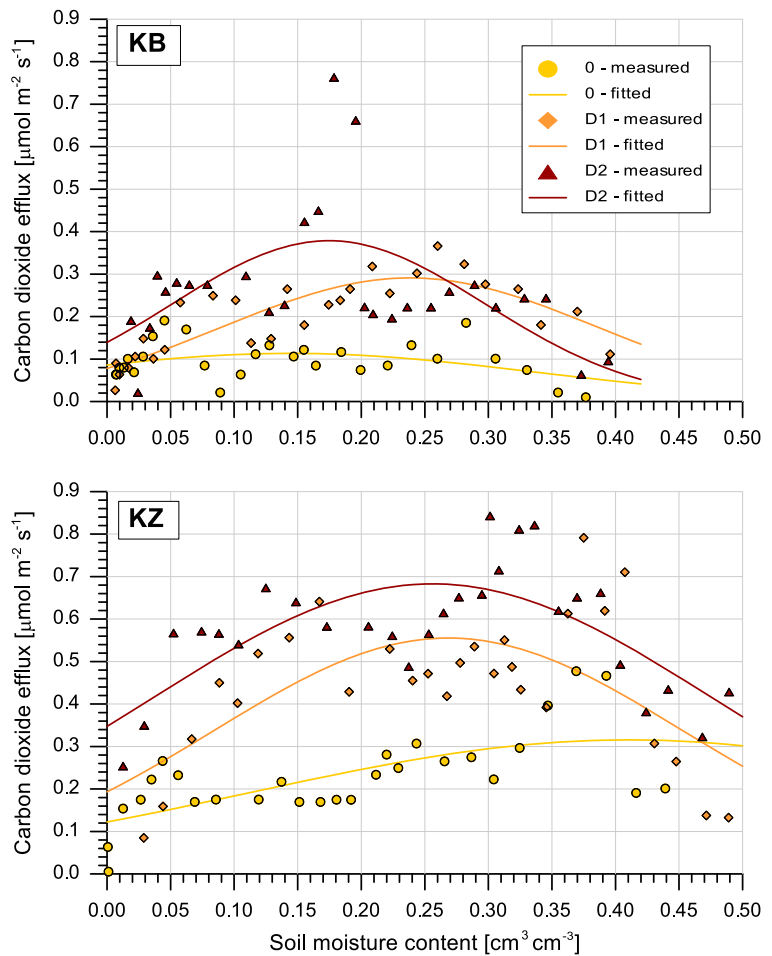 KB
Carbon dioxide efflux [μmol m⁻² s⁻¹]
0.9
0.8
0.7
0.6
0.5
0.4
0.3
0.2
0.1
0.0
0 - measured
0 - fitted
D1 - measured
D1 - fitted
D2 - measured
D2 - fitted
0.00 0.05 0.10 0.15 0.20 0.25 0.30 0.35 0.40 0.45 0.50
KZ
Carbon dioxide efflux [μmol m⁻² s⁻¹]
0.9
0.8
0.7
0.6
0.5
0.4
0.3
0.2
0.1
0.0
0.00 0.05 0.10 0.15 0.20 0.25 0.30 0.35 0.40 0.45 0.50
Soil moisture content [cm³ cm⁻³]